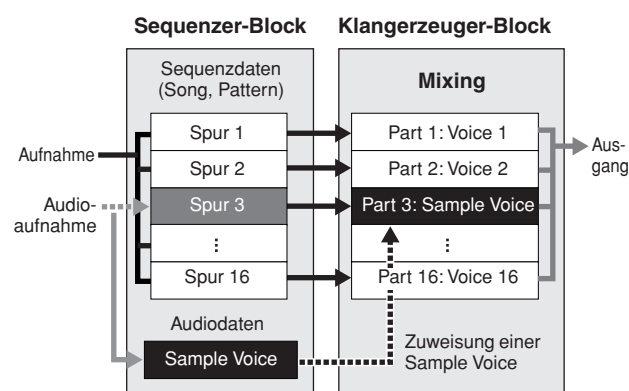 Sequenzer-Block
Klangerzeuger-Block
Sequenzdaten
(Song, Pattern)
Mixing
Aufnahme
Audio-
aufnahme
Spur 1
Spur 2
Spur 3
⋮
Spur 16
Part 1: Voice 1
Part 2: Voice 2
Part 3: Sample Voice
⋮
Part 16: Voice 16
Aus-
gang
Audiodaten
Sample Voice
Zuweisung einer
Sample Voice